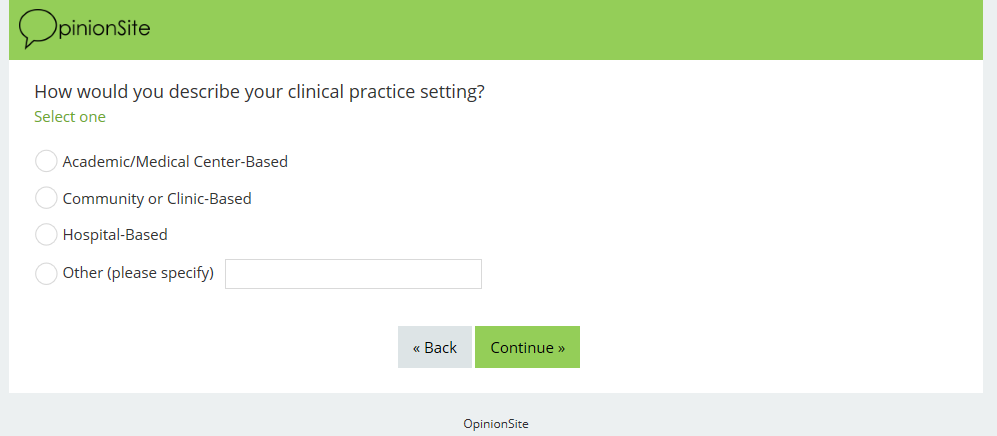 OpinionSite
How would you describe your clinical practice setting?
Select one
Academic/Medical Center-Based
Community or Clinic-Based
Hospital-Based
Other (please specify)
« Back Continue »
OpinionSite